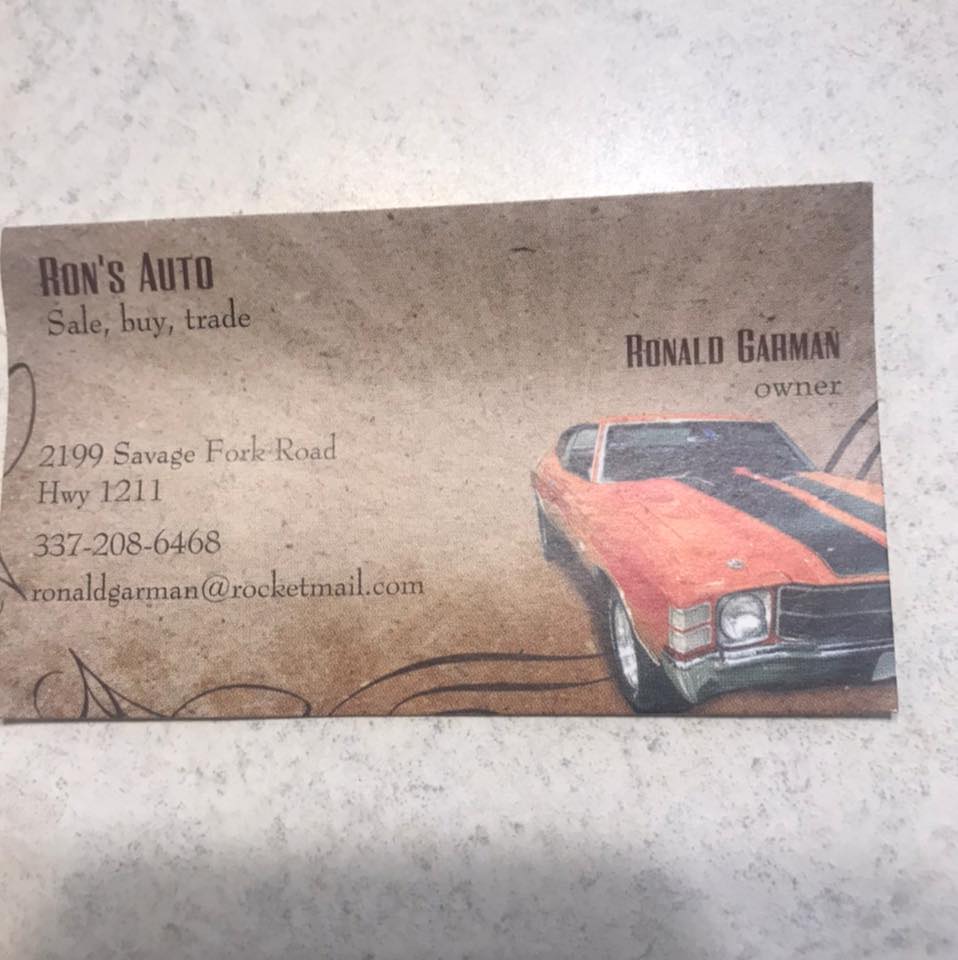 Ron's Auto
Sale, buy, trade
Ronald Garman
owner
2199 Savage Fork Road
Hwy 1211
337-208-6468
ronaldgarman@rocketmail.com